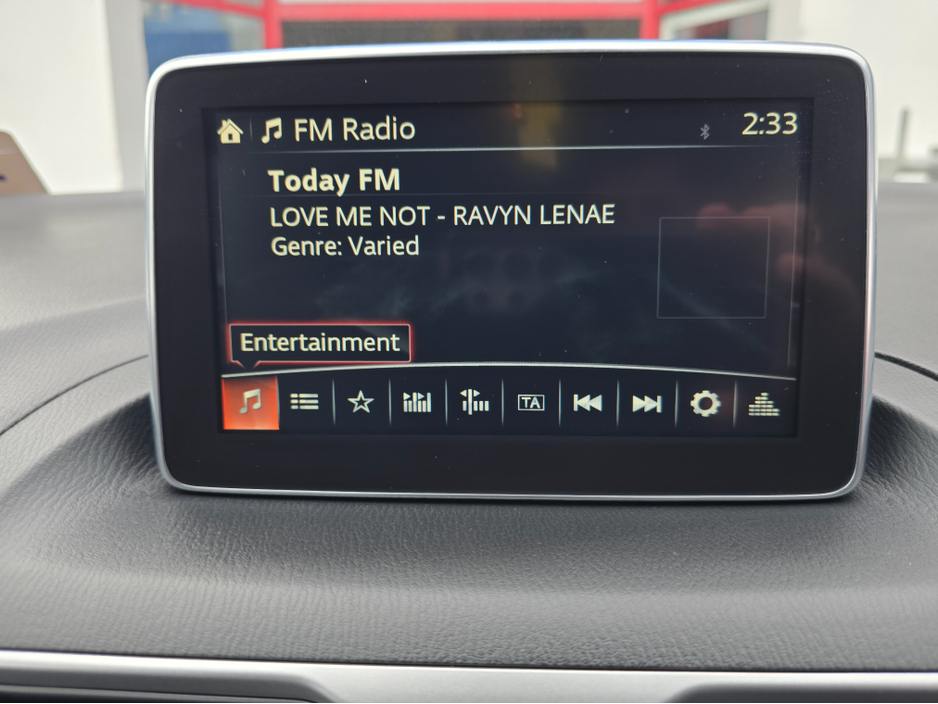 FM Radio 2:33
Today FM
LOVE ME NOT - RAVYN LENAE
Genre: Varied
Entertainment
TA